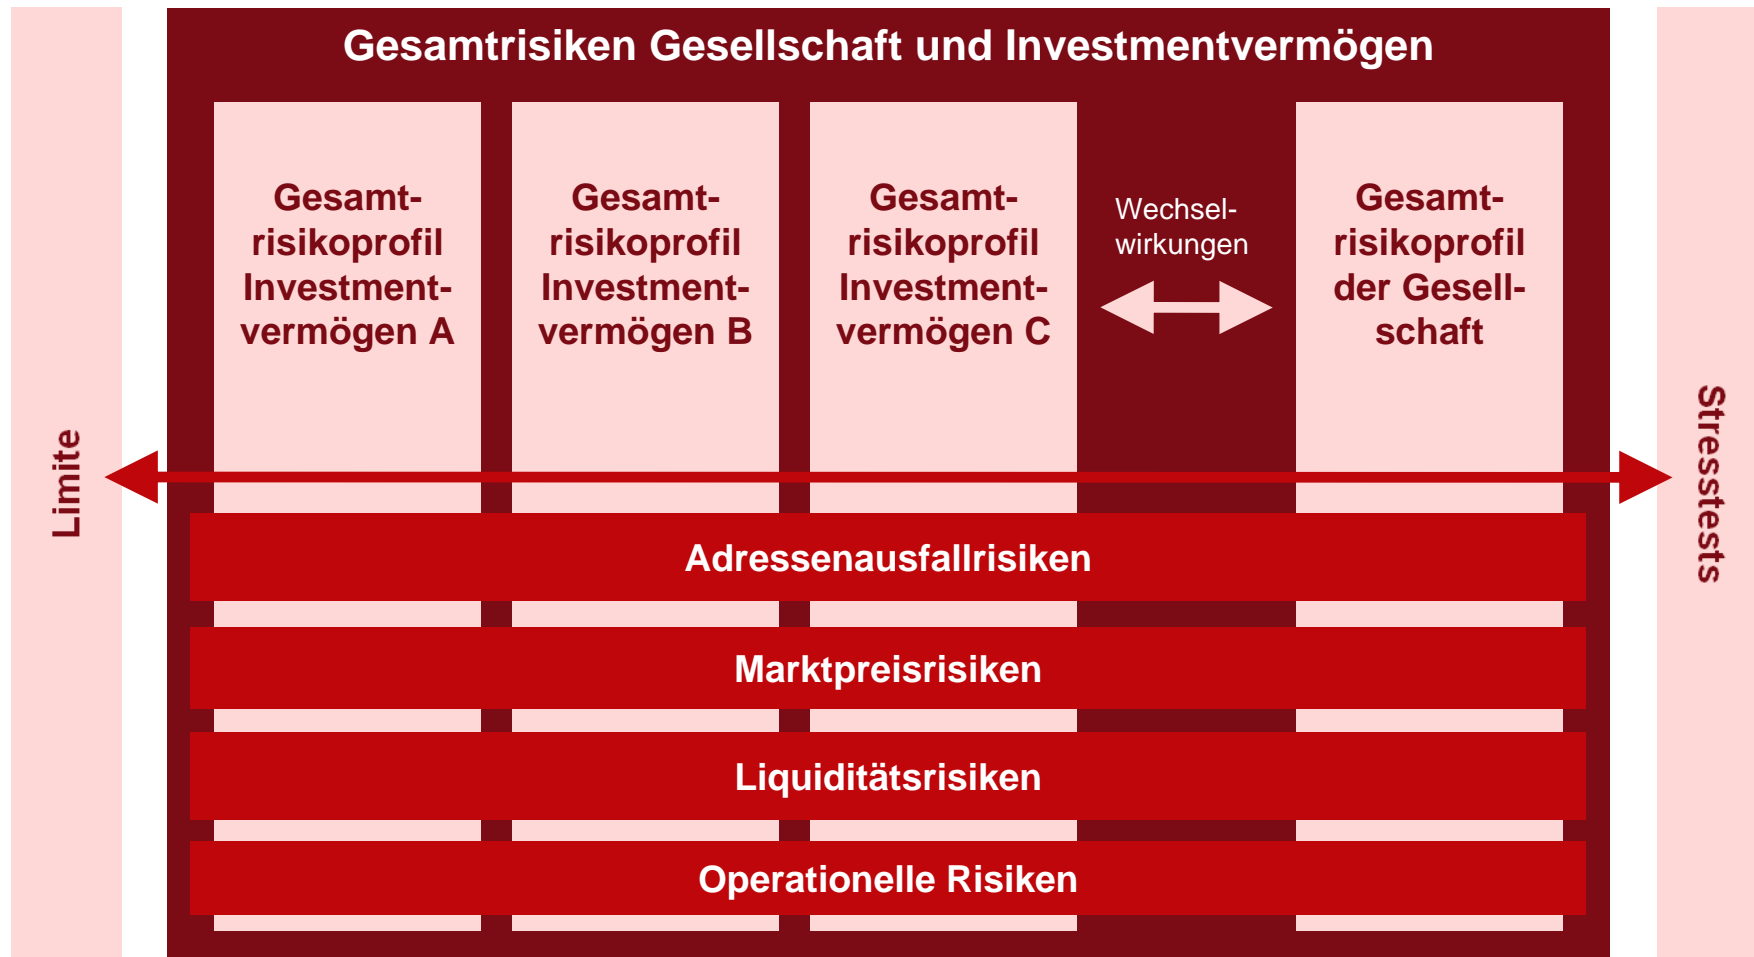 Gesamtrisiken Gesellschaft und Investmentvermögen
Gesamt-
risikoprofil
Investment-
vermögen A
Gesamt-
risikoprofil
Investment-
vermögen B
Gesamt-
risikoprofil
Investment-
vermögen C
Wechsel-
wirkungen
Gesamt-
risikoprofil
der Gesell-
schaft
Limite
Stresstests
Adressenausfallrisiken
Marktpreisrisiken
Liquiditätsrisiken
Operationelle Risiken